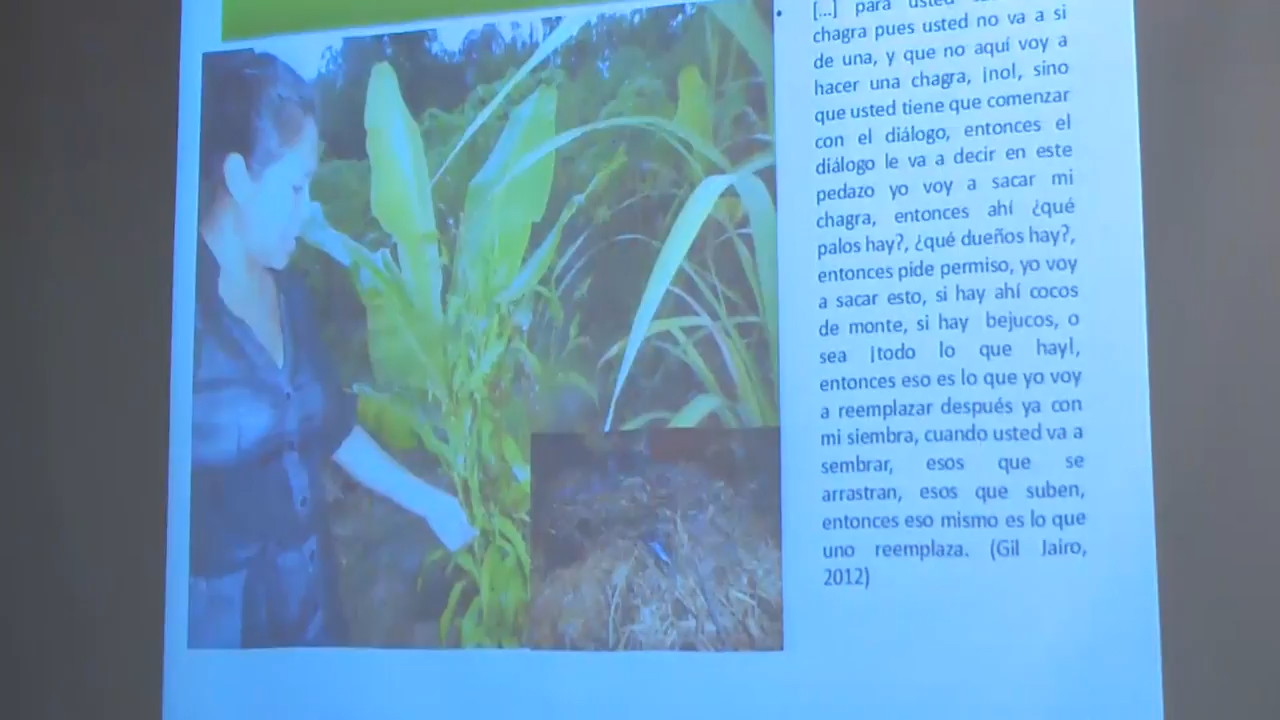 [...] para usted
chagra pues usted no va a si
de una, y que no aquí voy a
hacer una chagra, ¡no!, sino
que usted tiene que comenzar
con el diálogo, entonces el
diálogo le va a decir en este
pedazo yo voy a sacar mi
chagra, entonces ahí ¿qué
palos hay?, ¿qué dueños hay?,
entonces pide permiso, yo voy
a sacar esto, si hay ahí cocos
de monte, si hay bejucos, o
sea ¡todo lo que hay!,
entonces eso es lo que yo voy
a reemplazar después ya con
mi siembra, cuando usted va a
sembrar, esos que se
arrastran, esos que suben,
entonces eso mismo es lo que
uno reemplaza. (Gil Jairo,
2012)